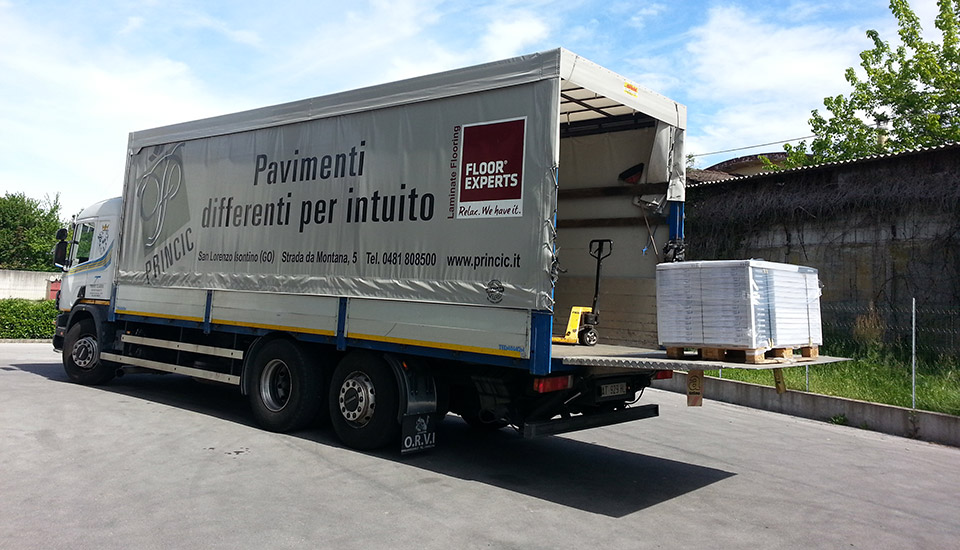 PRINCIC
Pavimenti
differenti per intuito
San Lorenzo Isontino (GO) Strada da Montana, 5 Tel. 0481 808500 www.princic.it
Laminate Flooring
FLOOR®
EXPERTS
Relax. We have it.
O.R.V.I